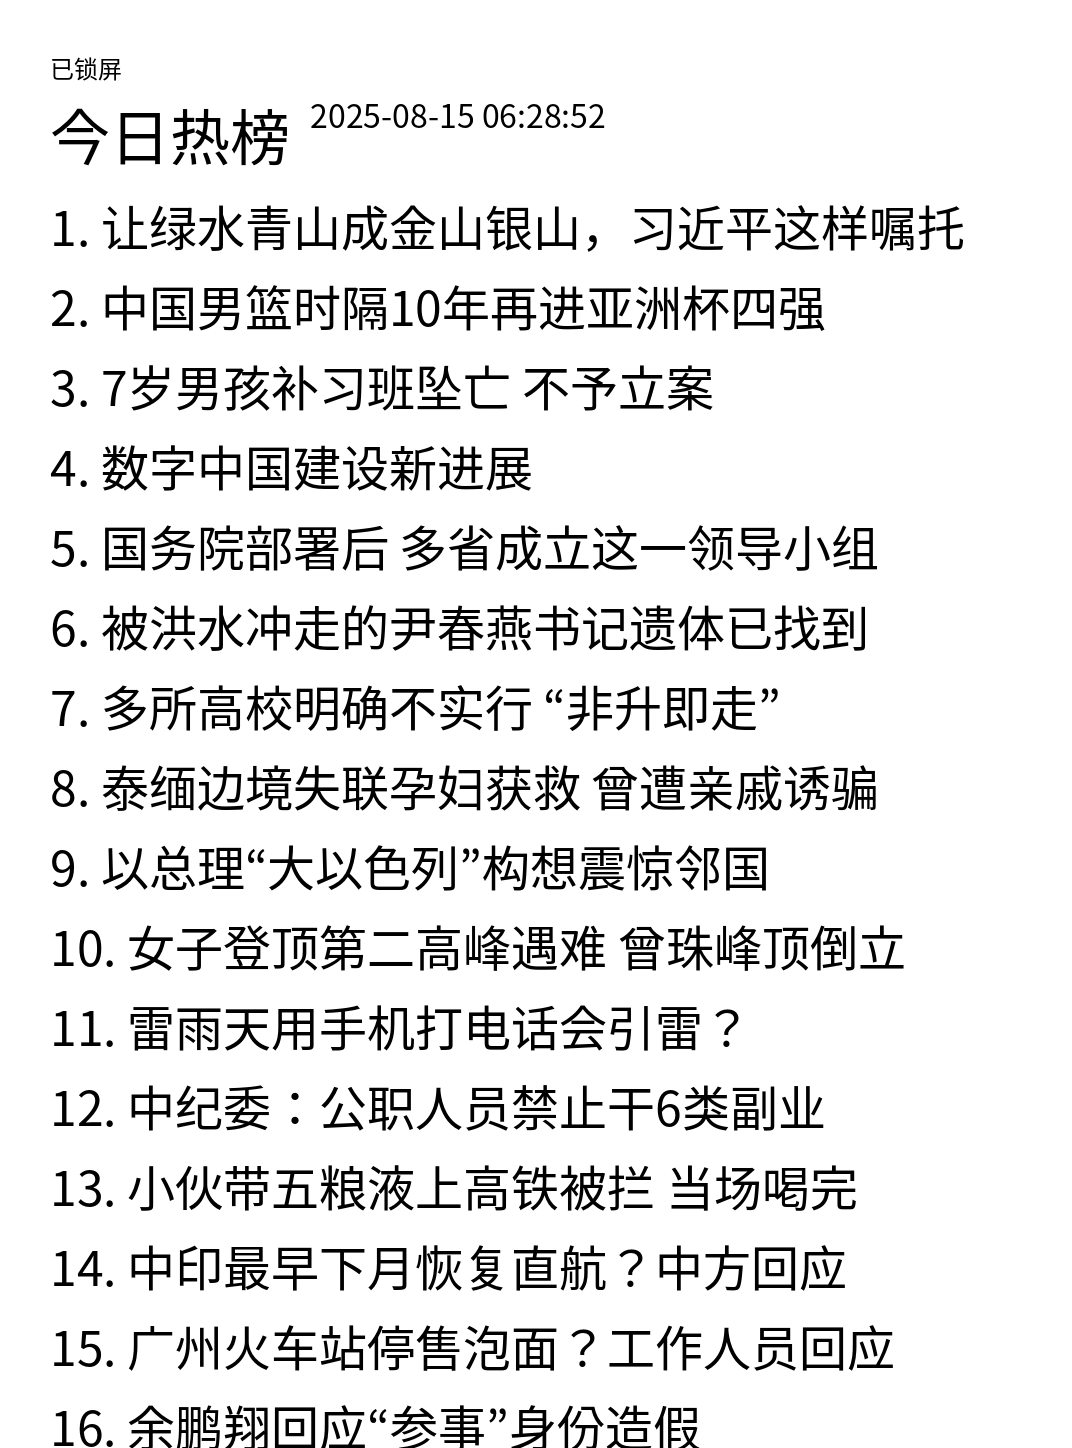 已锁屏
今日热榜 2025-08-15 06:28:52
1. 让绿水青山成金山银山，习近平这样嘱托
2. 中国男篮时隔10年再进亚洲杯四强
3. 7岁男孩补习班坠亡 不予立案
4. 数字中国建设新进展
5. 国务院部署后 多省成立这一领导小组
6. 被洪水冲走的尹春燕书记遗体已找到
7. 多所高校明确不实行 “非升即走”
8. 泰缅边境失联孕妇获救 曾遭亲戚诱骗
9. 以总理“大以色列”构想震惊邻国
10. 女子登顶第二高峰遇难 曾珠峰顶倒立
11. 雷雨天用手机打电话会引雷？
12. 中纪委：公职人员禁止干6类副业
13. 小伙带五粮液上高铁被拦 当场喝完
14. 中印最早下月恢复直航？中方回应
15. 广州火车站停售泡面？工作人员回应
16. 余鹏翔回应“参事”身份造假